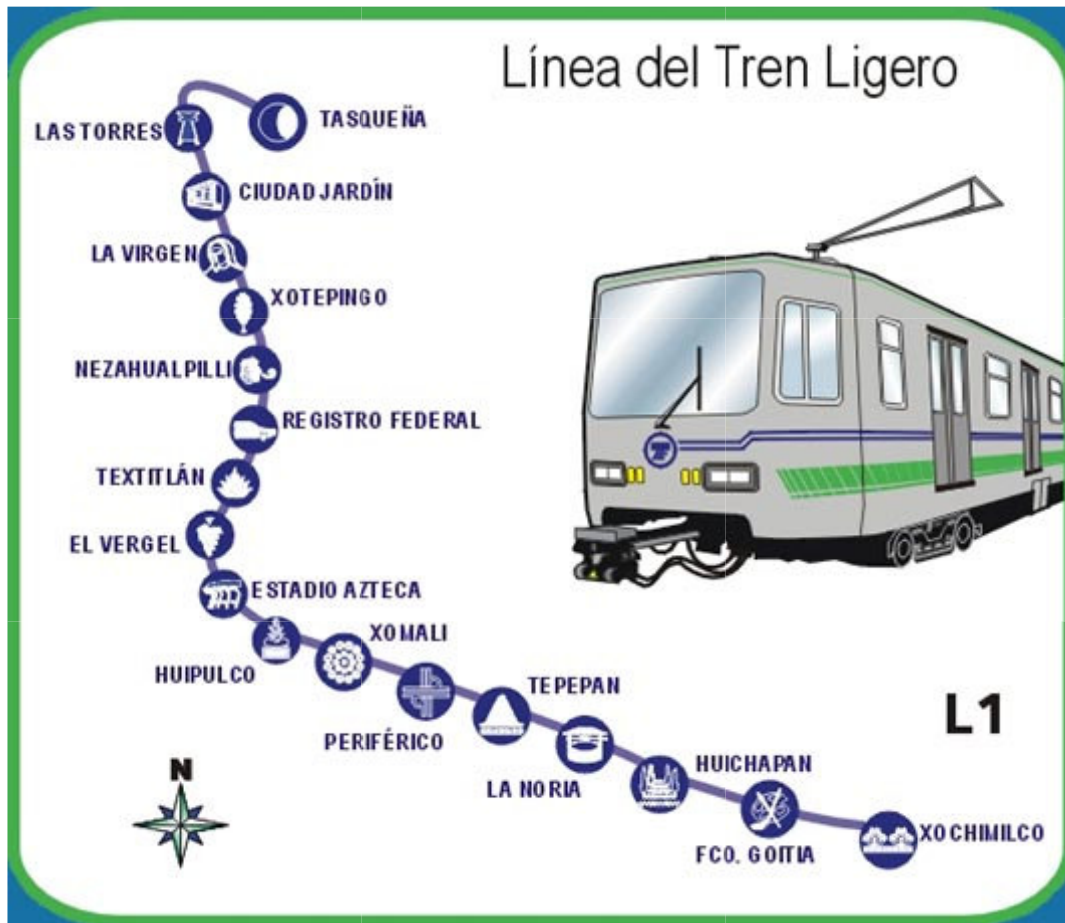 Línea del Tren Ligero
TASQUEÑA
LAS TORRES
CIUDAD JARDÍN
LA VIRGEN
XOTEPINGO
NEZAHUALPILLI
REGISTRO FEDERAL
TEXTITLÁN
EL VERGEL
ESTADIO AZTECA
HUIPULCO
XOMALI
PERIFÉRICO
TEPEPAN
LA NORIA
HUICHAPAN
FCO. GOITIA
XOCHIMILCO
L1
N